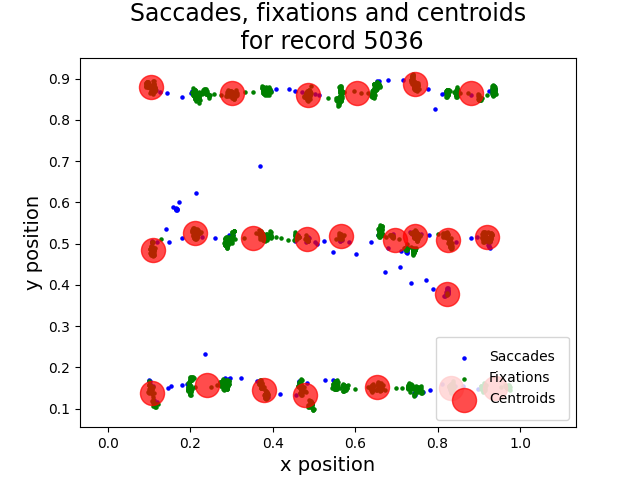 Saccades, fixations and centroids
for record 5036
y position
0.9
0.8
0.7
0.6
0.5
0.4
0.3
0.2
0.1
Saccades
Fixations
Centroids
0.0 0.2 0.4 0.6 0.8 1.0
x position